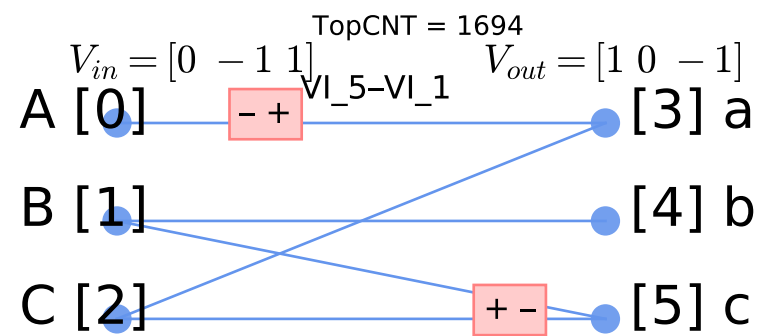 TopCNT = 1694
V_in = [0 −1 1] V_out = [1 0 −1]
VI_5–VI_1
A [0] – + [3] a
B [1] [4] b
C [2] + – [5] c